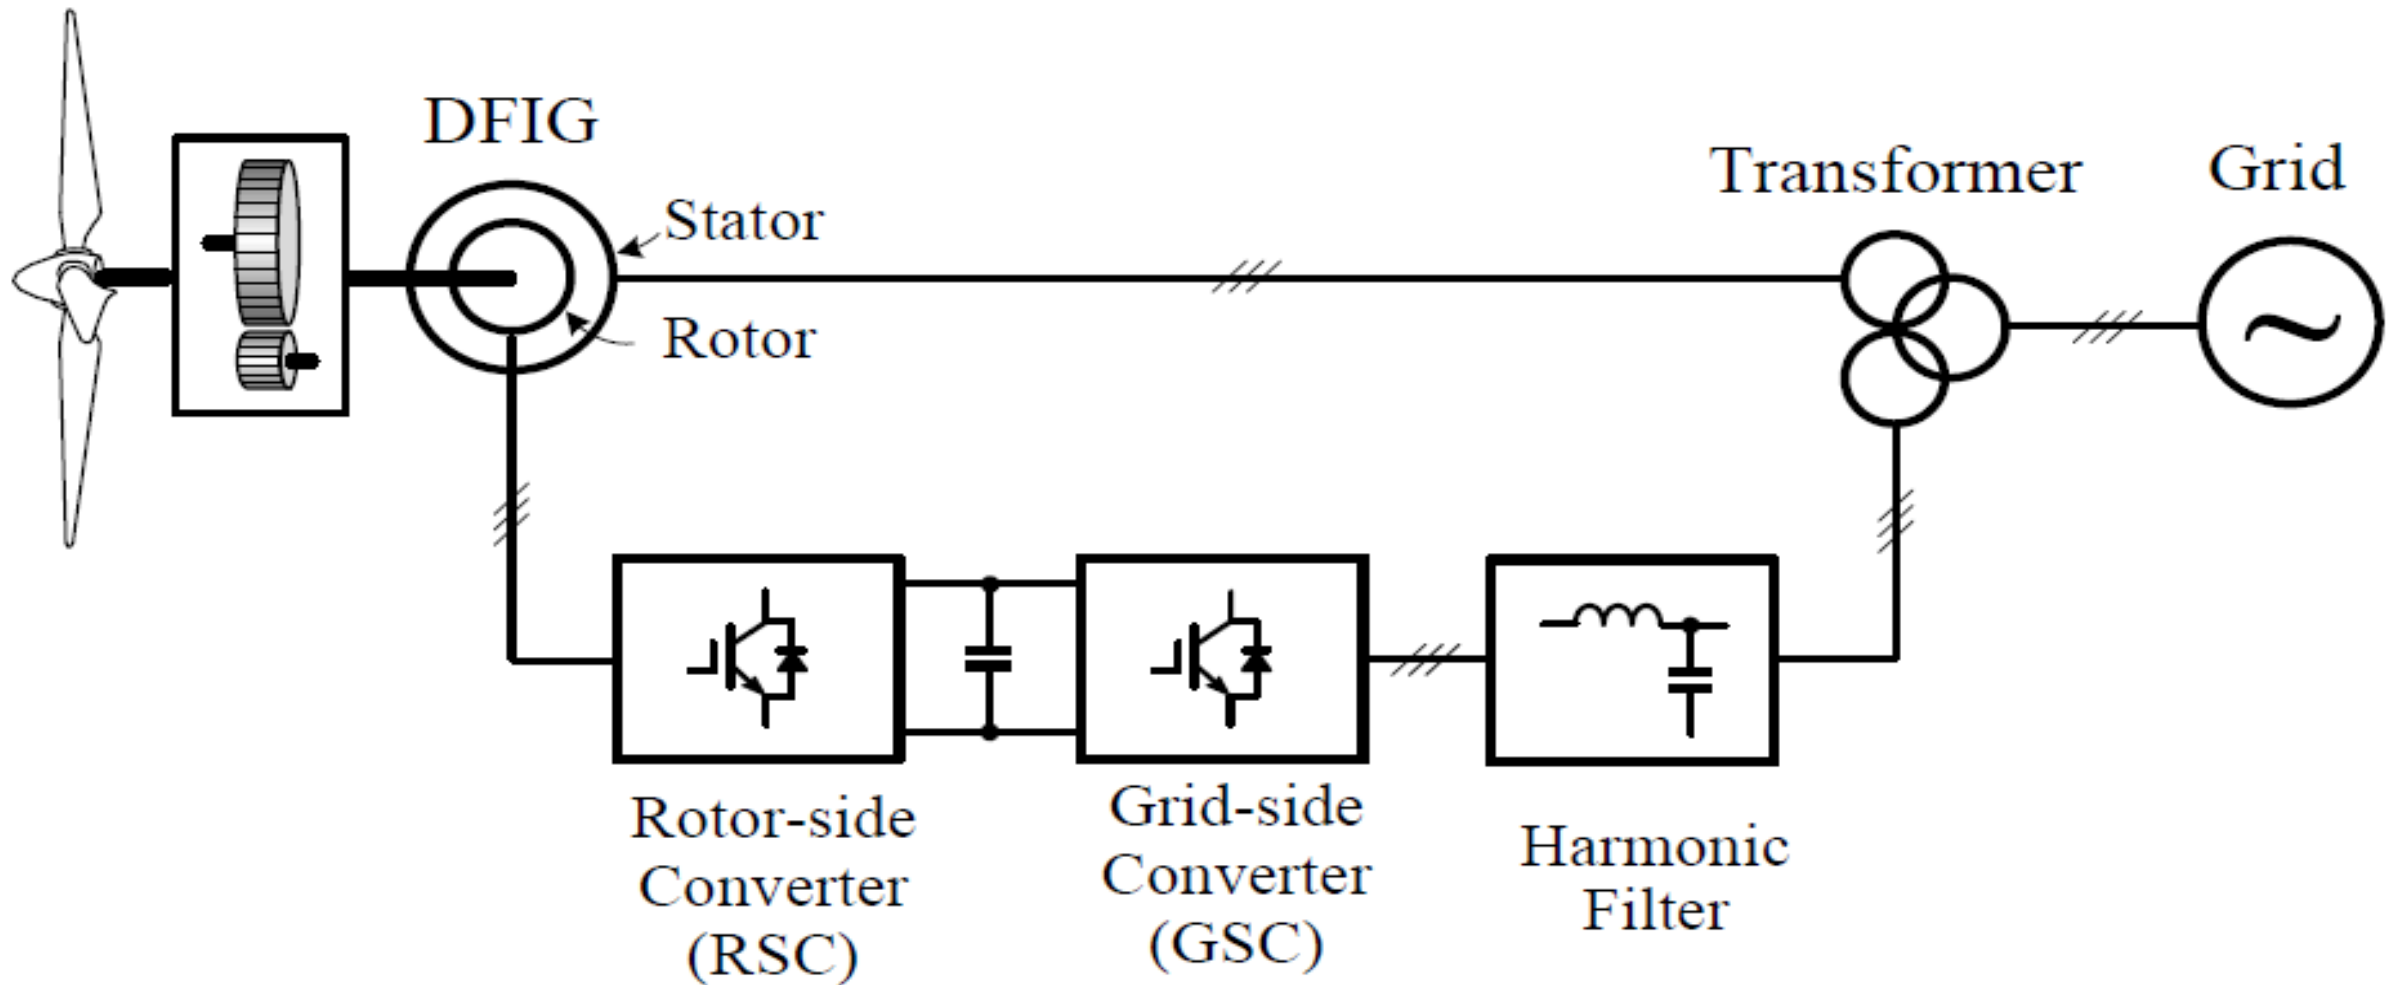 DFIG
Stator
Rotor
Transformer
Grid
Rotor-side
Converter
(RSC)
Grid-side
Converter
(GSC)
Harmonic
Filter